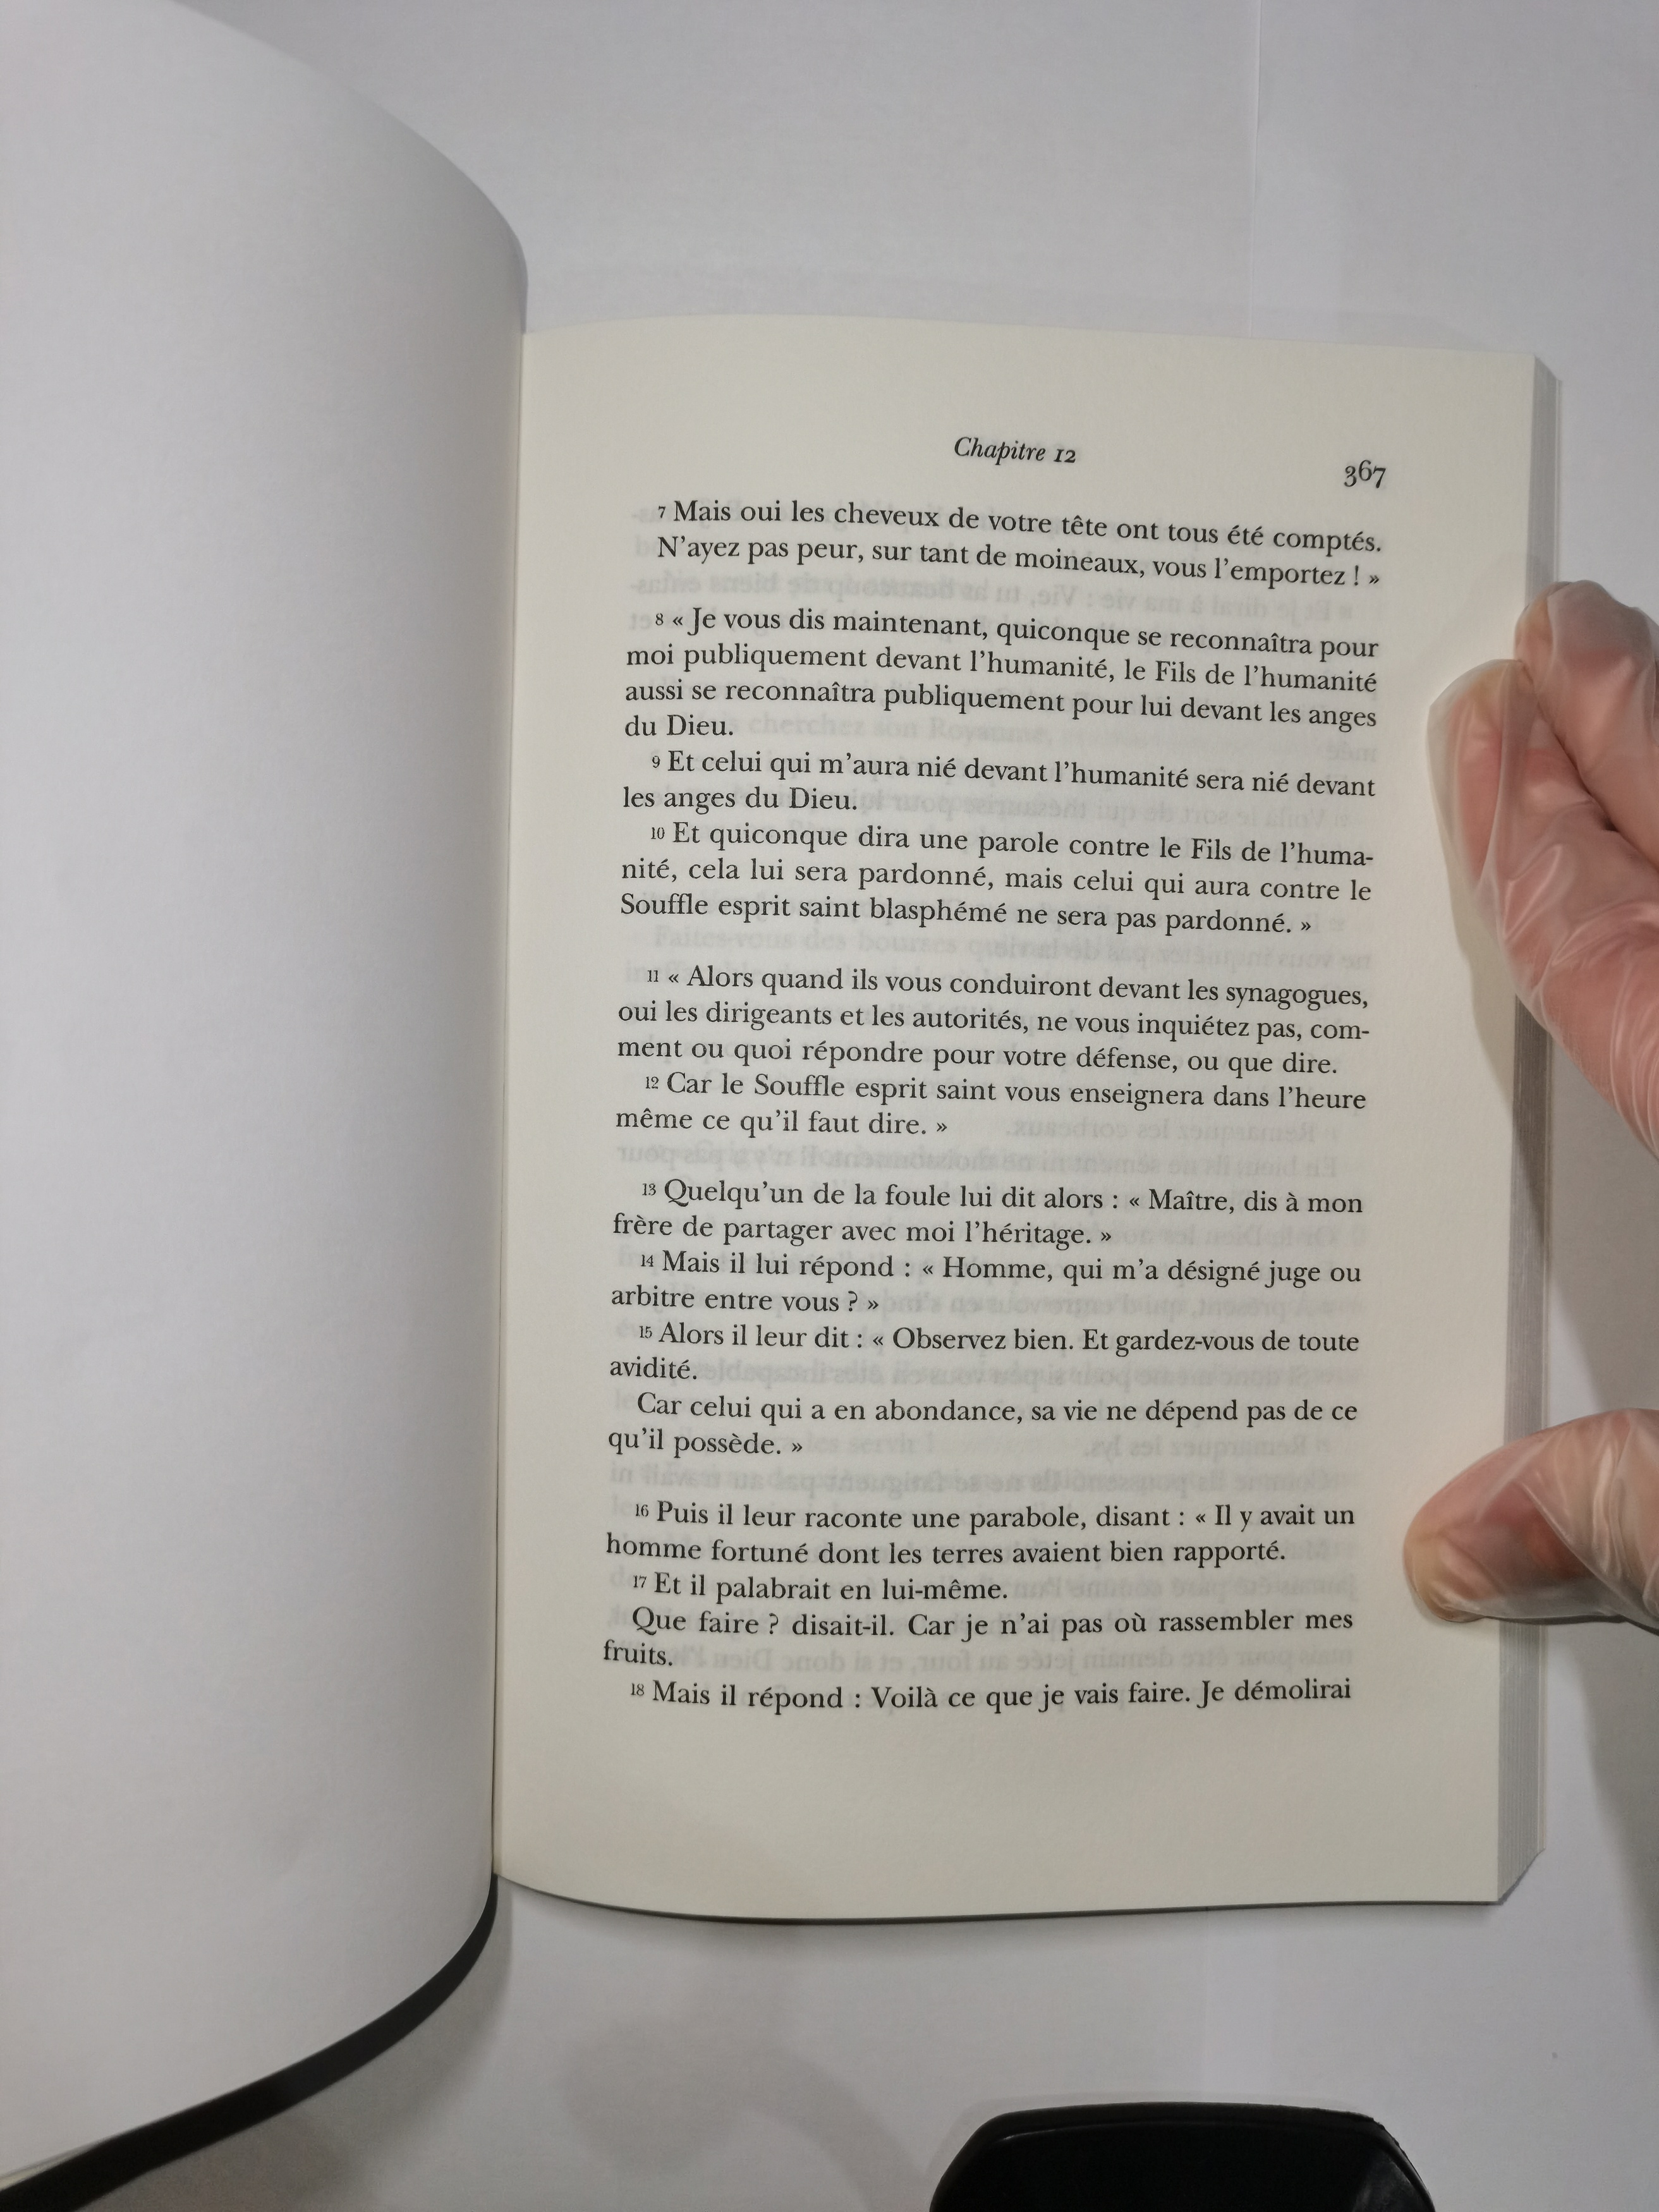 Chapitre 12
367
7 Mais oui les cheveux de votre tête ont tous été comptés.
N'ayez pas peur, sur tant de moineaux, vous l'emportez ! »
8 « Je vous dis maintenant, quiconque se reconnaîtra pour
moi publiquement devant l'humanité, le Fils de l'humanité
aussi se reconnaîtra publiquement pour lui devant les anges
du Dieu.
9 Et celui qui m'aura nié devant l'humanité sera nié devant
les anges du Dieu.
10 Et quiconque dira une parole contre le Fils de l'huma-
nité, cela lui sera pardonné, mais celui qui aura contre le
Souffle esprit saint blasphémé ne sera pas pardonné. »
11 « Alors quand ils vous conduiront devant les synagogues,
oui les dirigeants et les autorités, ne vous inquiétez pas, com-
ment ou quoi répondre pour votre défense, ou que dire.
12 Car le Souffle esprit saint vous enseignera dans l'heure
même ce qu'il faut dire. »
13 Quelqu'un de la foule lui dit alors : « Maître, dis à mon
frère de partager avec moi l'héritage. »
14 Mais il lui répond : « Homme, qui m'a désigné juge ou
arbitre entre vous ? »
15 Alors il leur dit : « Observez bien. Et gardez-vous de toute
avidité.
Car celui qui a en abondance, sa vie ne dépend pas de ce
qu'il possède. »
16 Puis il leur raconte une parabole, disant : « Il y avait un
homme fortuné dont les terres avaient bien rapporté.
17 Et il palabrait en lui-même.
Que faire ? disait-il. Car je n'ai pas où rassembler mes
fruits.
18 Mais il répond : Voilà ce que je vais faire. Je démolirai